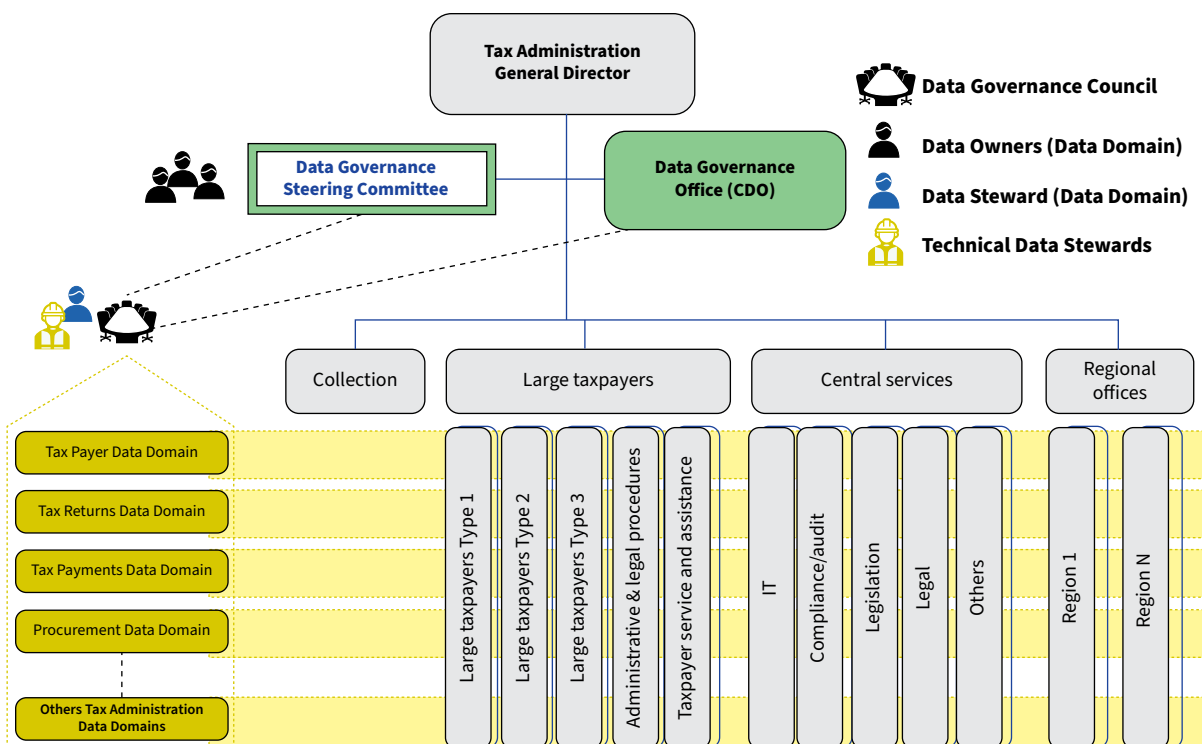 Tax Administration
General Director
Data Governance
Steering Committee
Data Governance
Office (CDO)
Data Governance Council
Data Owners (Data Domain)
Data Steward (Data Domain)
Technical Data Stewards
Collection
Large taxpayers
Central services
Regional
offices
Tax Payer Data Domain
Tax Returns Data Domain
Tax Payments Data Domain
Procurement Data Domain
Others Tax Administration
Data Domains
Large taxpayers Type 1
Large taxpayers Type 2
Large taxpayers Type 3
Administrative & legal procedures
Taxpayer service and assistance
IT
Compliance/audit
Legislation
Legal
Others
Region 1
Region N